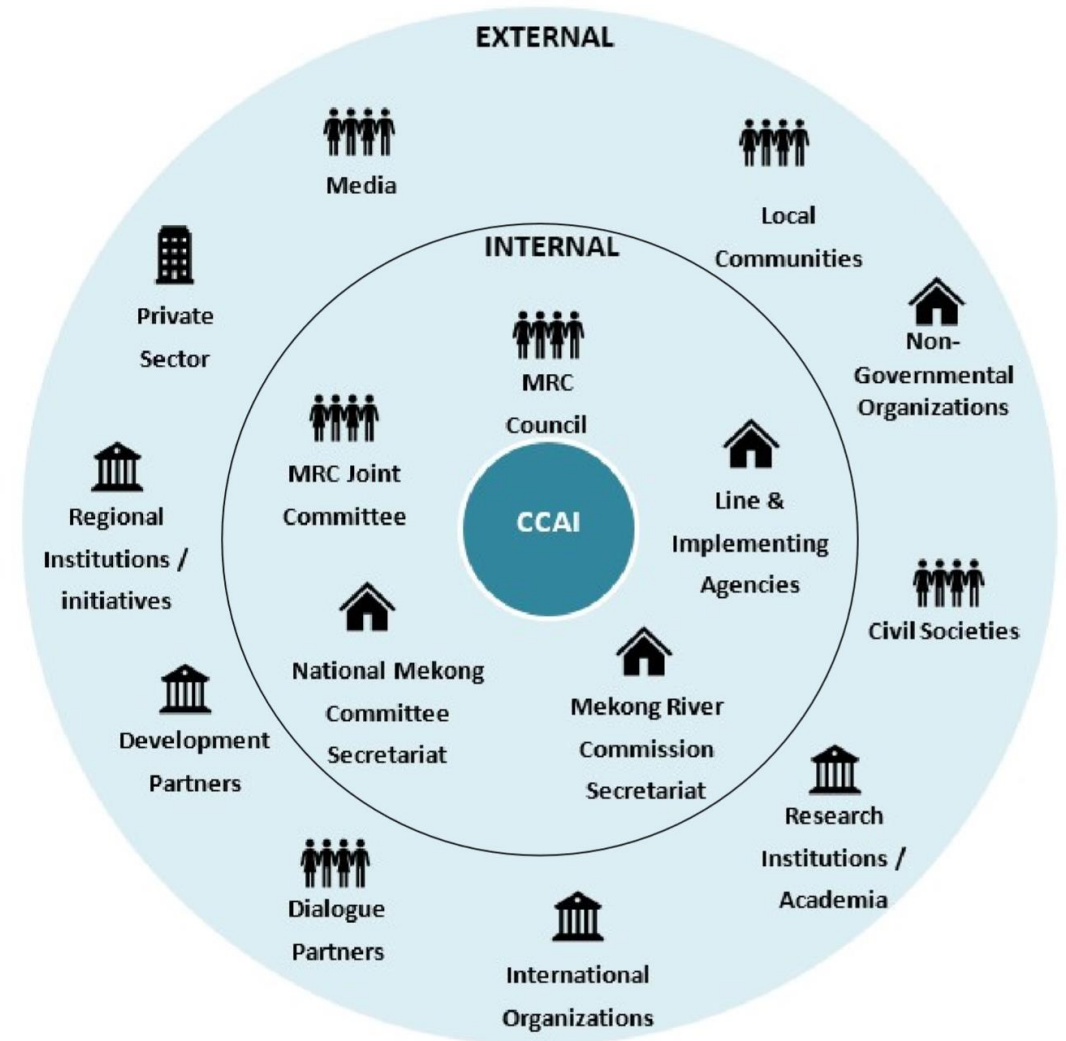 EXTERNAL
Media
Local
Communities
Private
Sector
Non-
Governmental
Organizations
Regional
Institutions /
initiatives
Civil Societies
Development
Partners
Research
Institutions /
Academia
Dialogue
Partners
International
Organizations
INTERNAL
MRC
Council
MRC Joint
Committee
Line &
Implementing
Agencies
National Mekong
Committee
Secretariat
Mekong River
Commission
Secretariat
CCAI